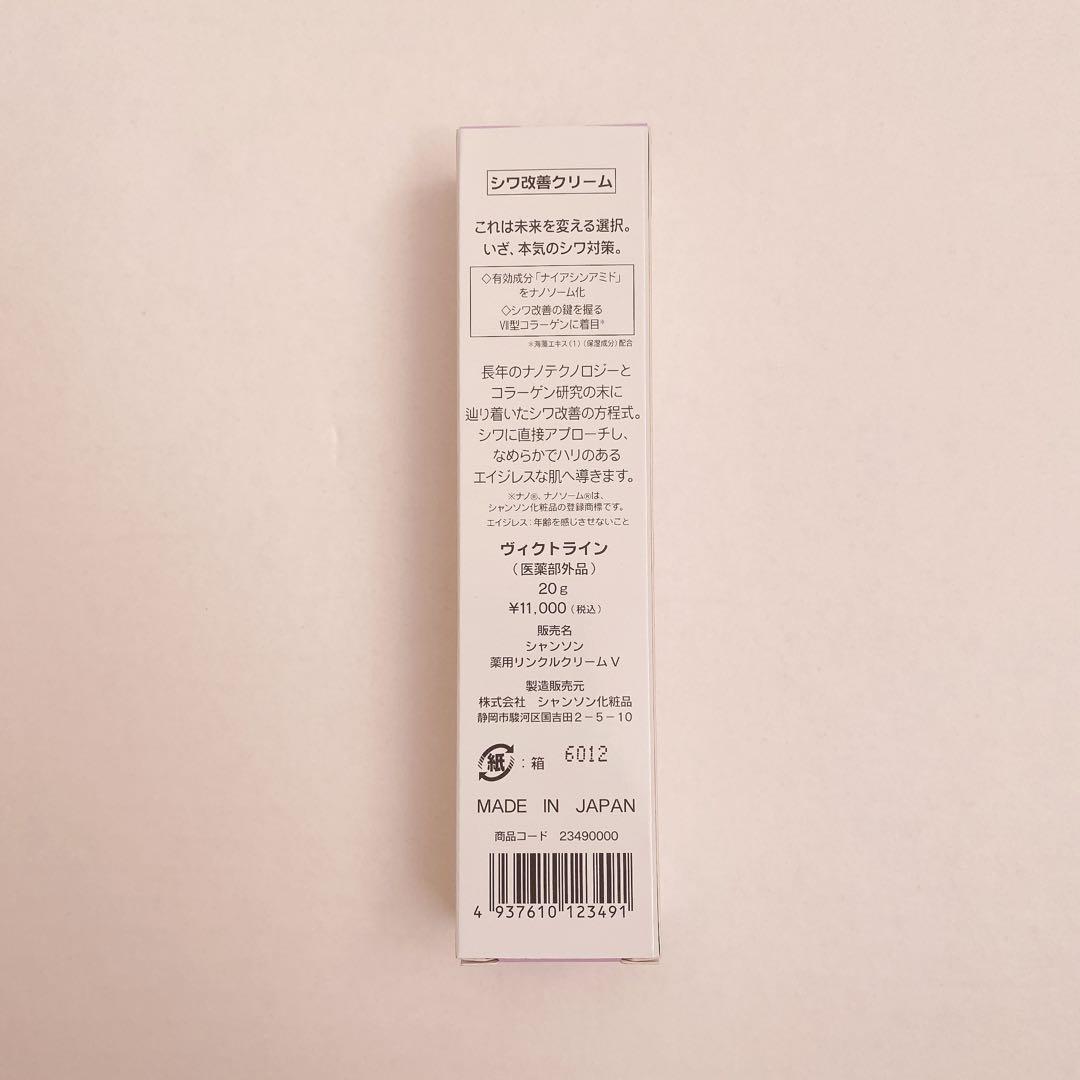 シワ改善クリーム
これは未来を変える選択。
いざ、本気のシワ対策。
◇有効成分「ナイアシンアミド」
をナノソーム化
◇シワ改善の鍵を握る
Ⅶ型コラーゲンに着目*
*海藻エキス(1)(保湿成分)配合
長年のナノテクノロジーと
コラーゲン研究の末に
辿り着いたシワ改善の方程式。
シワに直接アプローチし、
なめらかでハリのある
エイジレスな肌へ導きます。
※ナノ®、ナノソーム®は、
シャンソン化粧品の登録商標です。
エイジレス:年齢を感じさせないこと
ヴィクトライン
(医薬部外品)
20g
¥11,000(税込)
販売名
シャンソン
薬用リンクルクリームV
製造販売元
株式会社 シャンソン化粧品
静岡市駿河区国吉田2-5-10
紙:箱 6012
MADE IN JAPAN
商品コード 23490000
4 937610 123491